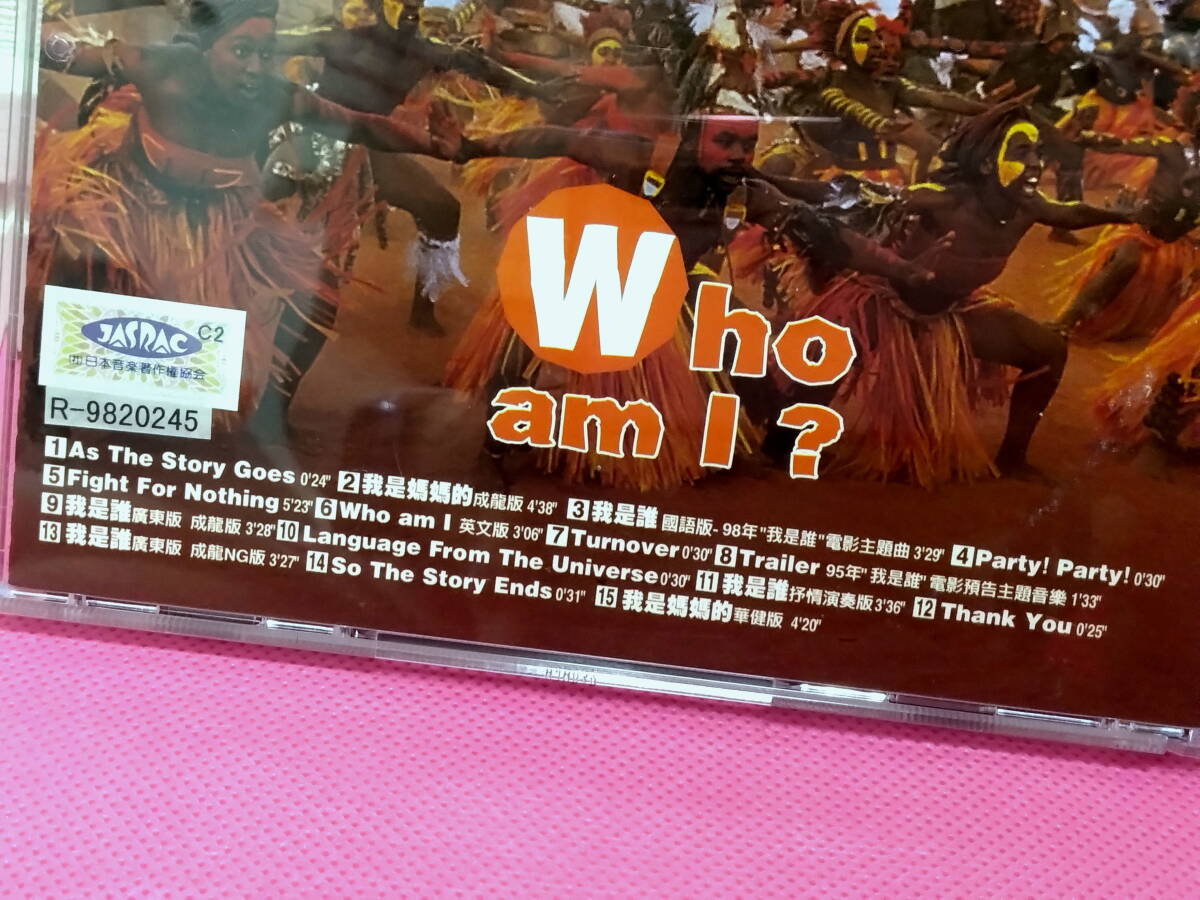 Who
am I?
JASRAC C2
(社)日本音楽著作権協会
R-9820245
1 As The Story Goes 0'24" 2 我是媽媽的成龍版 4'38" 3 我是誰 國語版- 98年"我是誰"電影主題曲 3'29" 4 Party! Party! 0'30"
5 Fight For Nothing 5'23" 6 Who am I 英文版 3'06" 7 Turnover 0'30" 8 Trailer 95年"我是誰"電影預告主題音樂 1'33"
9 我是誰廣東版 成龍版 3'28" 10 Language From The Universe 0'30" 11 我是誰抒情演奏版 3'36" 12 Thank You 0'25"
13 我是誰廣東版 成龍NG版 3'27" 14 So The Story Ends 0'31" 15 我是媽媽的華健版 4'20"